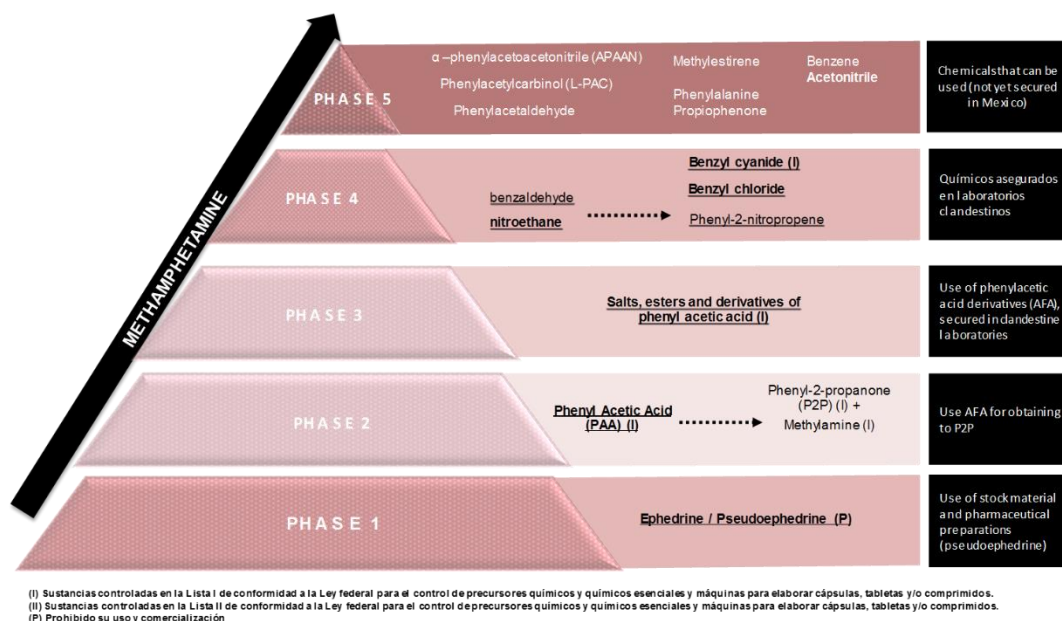 α –phenylacetoacetonitrile (APAAN)
Phenylacetylcarbinol (L-PAC)
Phenylacetaldehyde
Methylestirene
Phenylalanine
Propiophenone
Benzene
Acetonitrile
PHASE 5
Chemicals that can be
used (not yet secured
in Mexico)
METHAMPHETAMINE
PHASE 4
benzaldehyde
nitroethane
Benzyl cyanide (I)
Benzyl chloride
Phenyl-2-nitropropene
Químicos asegurados
en laboratorios
clandestinos
PHASE 3
Salts, esters and derivatives of
phenyl acetic acid (I)
Use of phenylacetic
acid derivatives (AFA),
secured in clandestine
laboratories
PHASE 2
Phenyl Acetic Acid
(PAA) (I)
Phenyl-2-propanone
(P2P) (I) +
Methylamine (I)
Use AFA for obtaining
to P2P
PHASE 1
Ephedrine / Pseudoephedrine (P)
Use of stock material
and pharmaceutical
preparations
(pseudoephedrine)
(I) Sustancias controladas en la Lista I de conformidad a la Ley federal para el control de precursores químicos y químicos esenciales y máquinas para elaborar cápsulas, tabletas y/o comprimidos.
(II) Sustancias controladas en la Lista II de conformidad a la Ley federal para el control de precursores químicos y químicos esenciales y máquinas para elaborar cápsulas, tabletas y/o comprimidos.
(P) Prohibido su uso y comercialización